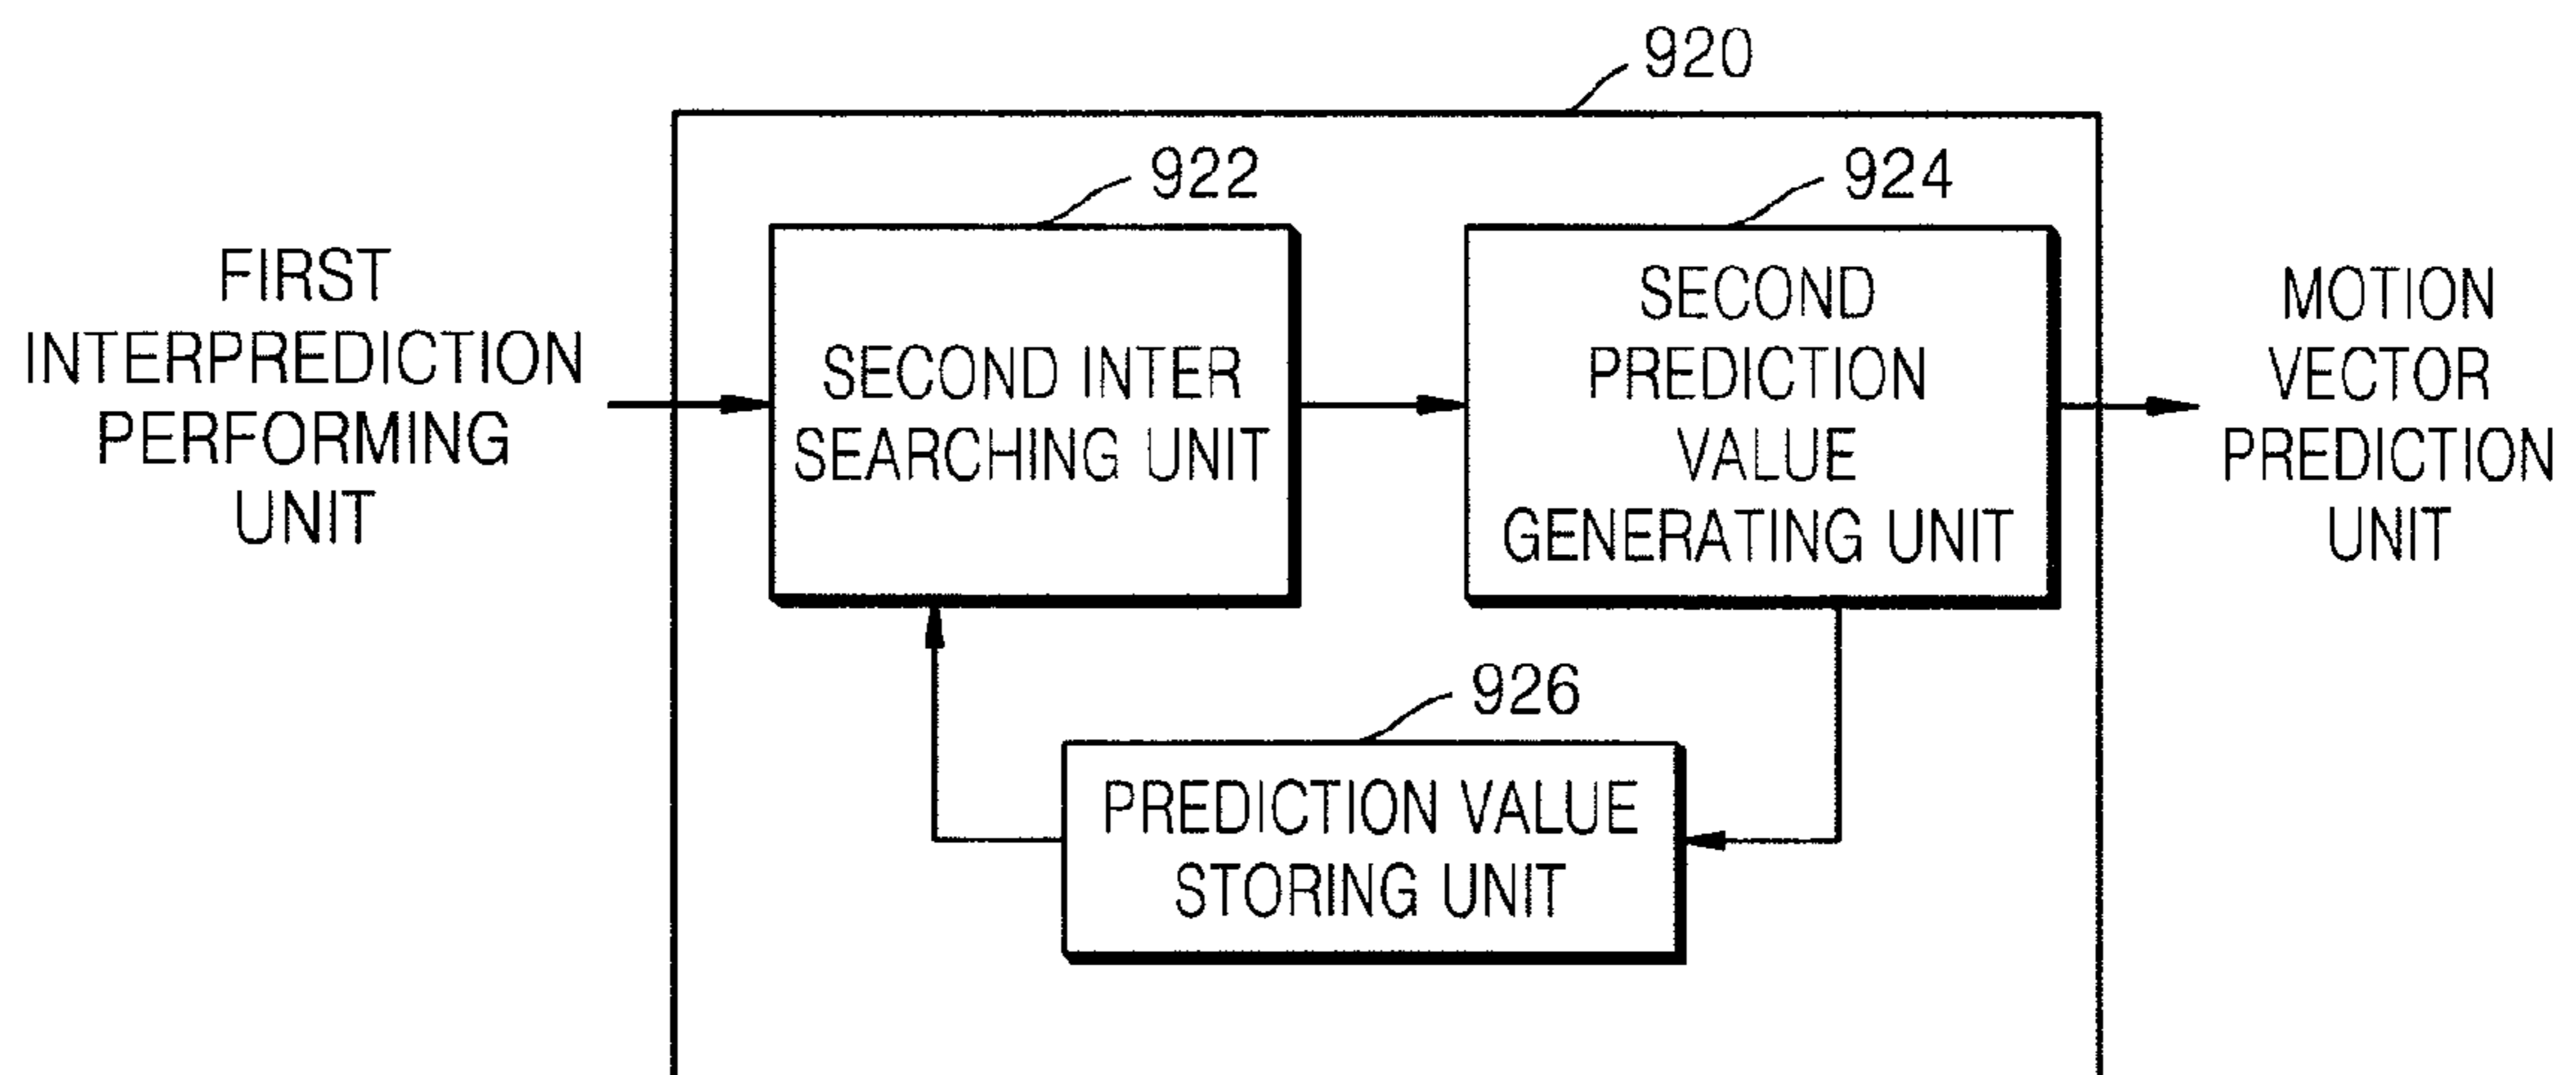 920
922
924
FIRST
INTERPREDICTION
PERFORMING
UNIT
SECOND INTER
SEARCHING UNIT
SECOND
PREDICTION
VALUE
GENERATING UNIT
MOTION
VECTOR
PREDICTION
UNIT
926
PREDICTION VALUE
STORING UNIT